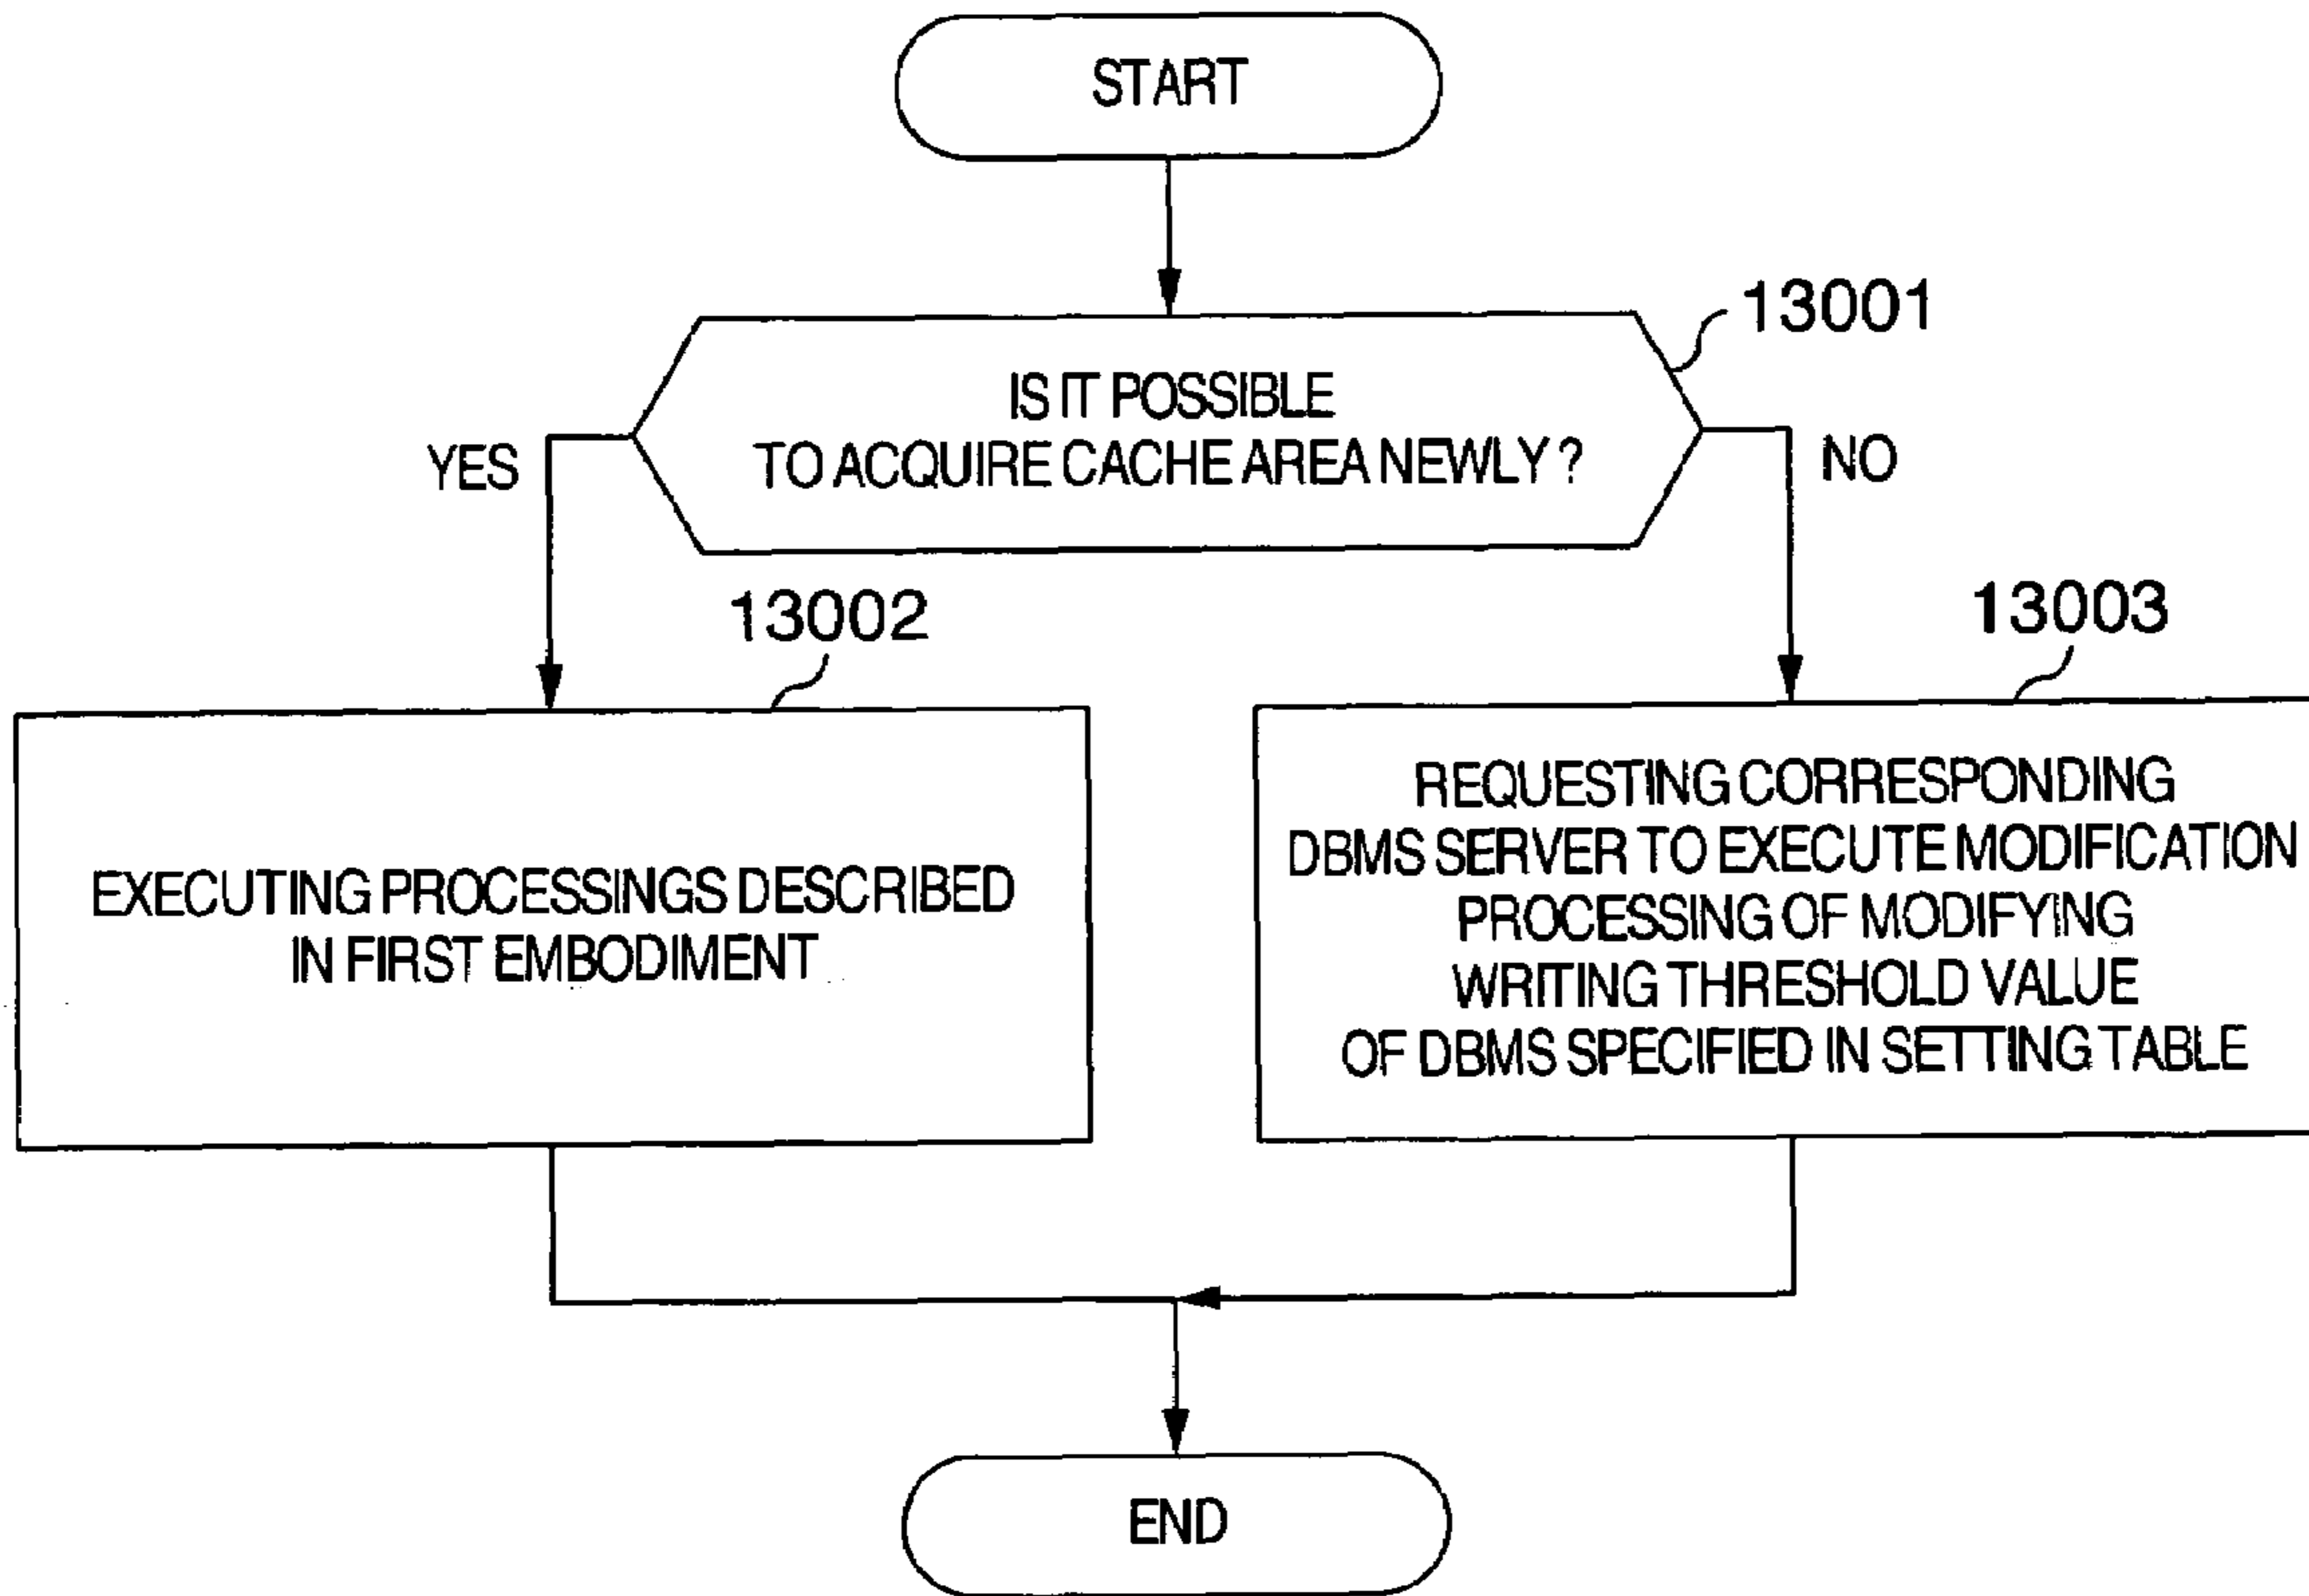 START
13001
IS IT POSSIBLE
TO ACQUIRE CACHE AREA NEWLY ?
YES
NO
13002
13003
EXECUTING PROCESSINGS DESCRIBED
IN FIRST EMBODIMENT
REQUESTING CORRESPONDING
DBMS SERVER TO EXECUTE MODIFICATION
PROCESSING OF MODIFYING
WRITING THRESHOLD VALUE
OF DBMS SPECIFIED IN SETTING TABLE
END